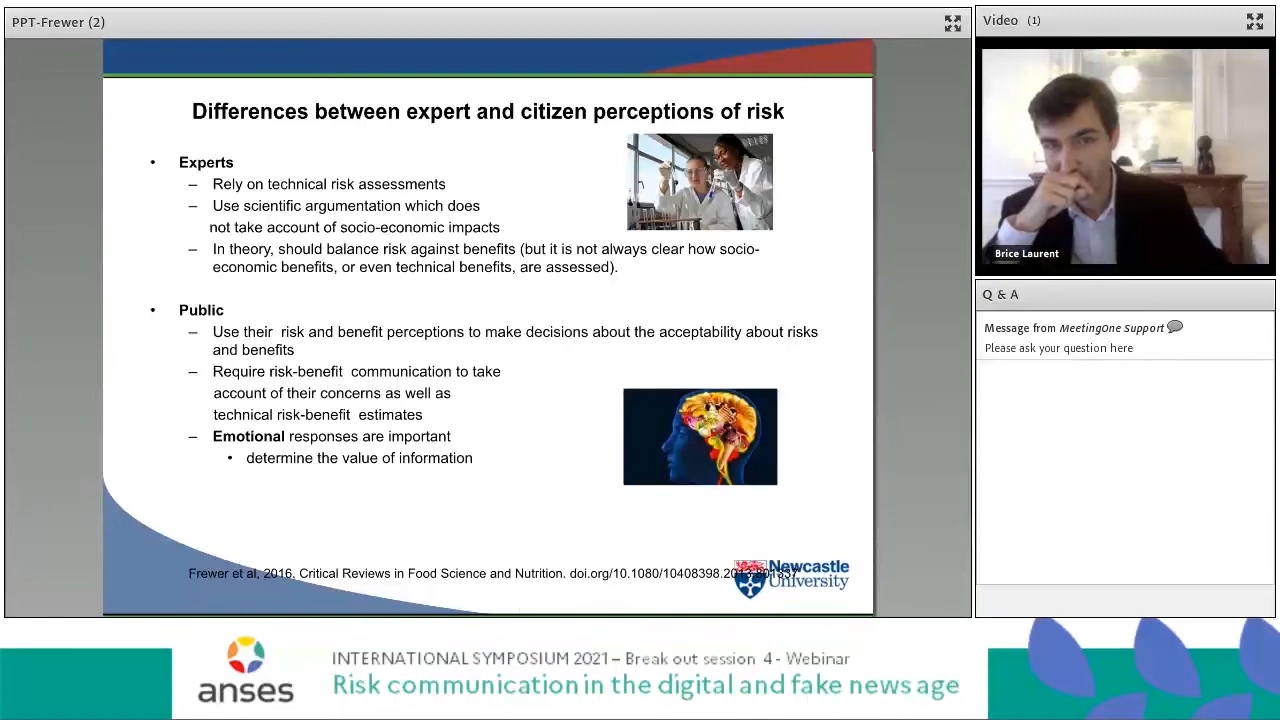 PPT-Frewer (2)
Differences between expert and citizen perceptions of risk
• Experts
– Rely on technical risk assessments
– Use scientific argumentation which does
not take account of socio-economic impacts
– In theory, should balance risk against benefits (but it is not always clear how socio-
economic benefits, or even technical benefits, are assessed).
• Public
– Use their risk and benefit perceptions to make decisions about the acceptability about risks
and benefits
– Require risk-benefit communication to take
account of their concerns as well as
technical risk-benefit estimates
– Emotional responses are important
• determine the value of information
Frewer et al, 2016, Critical Reviews in Food Science and Nutrition.
Newcastle
University
Video (1)
Brice Laurent
Q & A
Message from MeetingOne Support
Please ask your question here
anses
INTERNATIONAL SYMPOSIUM 2021 – Break out session 4 - Webinar
Risk communication in the digital and fake news age